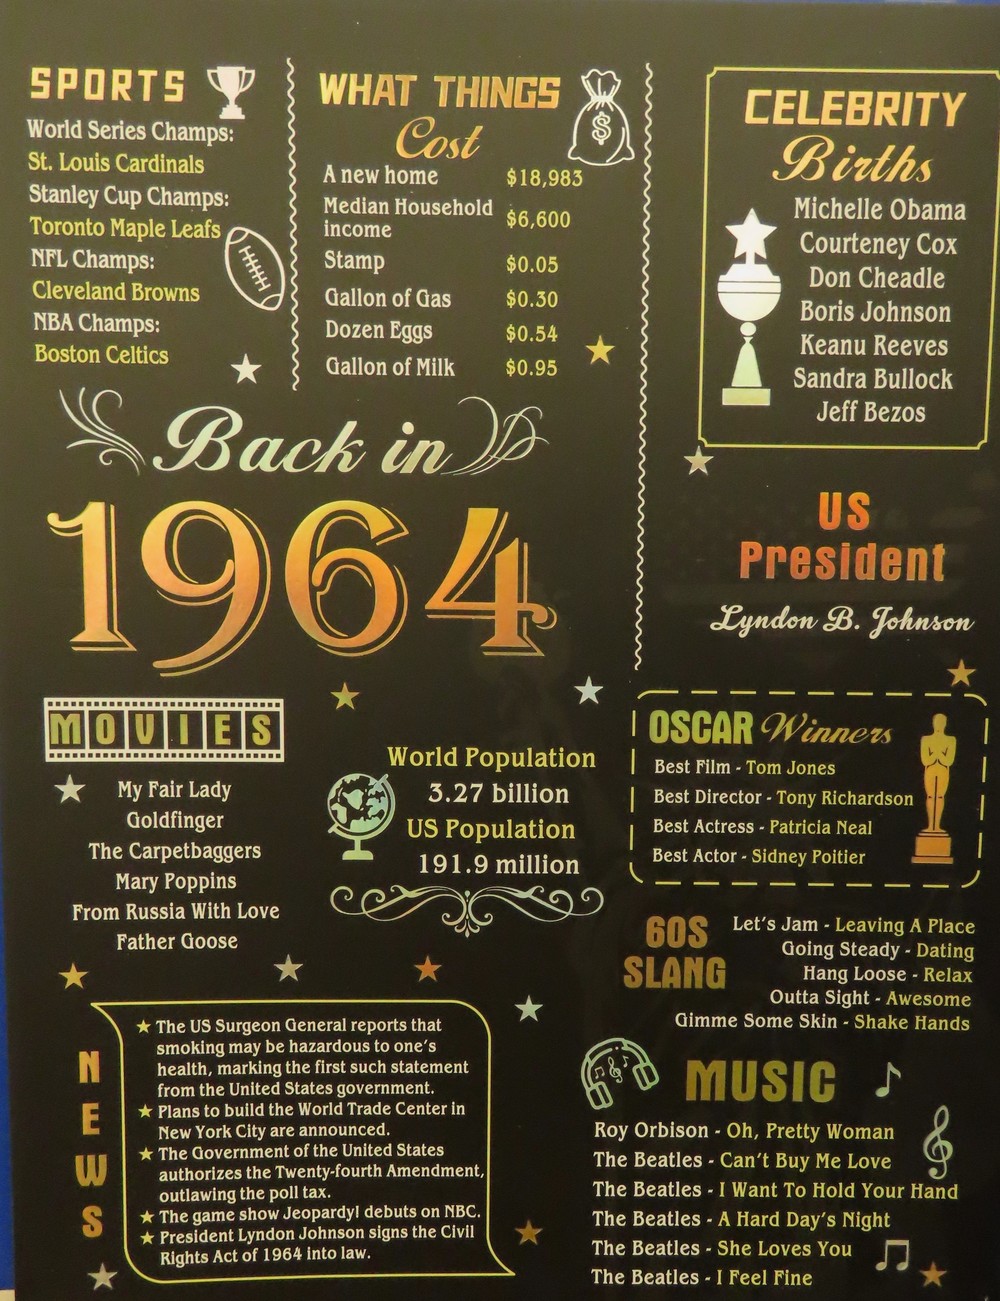 SPORTS
World Series Champs:
St. Louis Cardinals
Stanley Cup Champs:
Toronto Maple Leafs
NFL Champs:
Cleveland Browns
NBA Champs:
Boston Celtics
WHAT THINGS
Cost
$
A new home $18,983
Median Household
income $6,600
Stamp $0.05
Gallon of Gas $0.30
Dozen Eggs $0.54
Gallon of Milk $0.95
CELEBRITY
Births
Michelle Obama
Courteney Cox
Don Cheadle
Boris Johnson
Keanu Reeves
Sandra Bullock
Jeff Bezos
Back in
1964
US
President
Lyndon B. Johnson
MOVIES
My Fair Lady
Goldfinger
The Carpetbaggers
Mary Poppins
From Russia With Love
Father Goose
World Population
3.27 billion
US Population
191.9 million
OSCAR Winners
Best Film - Tom Jones
Best Director - Tony Richardson
Best Actress - Patricia Neal
Best Actor - Sidney Poitier
60S
SLANG
Let's Jam - Leaving A Place
Going Steady - Dating
Hang Loose - Relax
Outta Sight - Awesome
Gimme Some Skin - Shake Hands
NEWS
The US Surgeon General reports that
smoking may be hazardous to one's
health, marking the first such statement
from the United States government.
Plans to build the World Trade Center in
New York City are announced.
The Government of the United States
authorizes the Twenty-fourth Amendment,
outlawing the poll tax.
The game show Jeopardy! debuts on NBC.
President Lyndon Johnson signs the Civil
Rights Act of 1964 into law.
MUSIC
Roy Orbison - Oh, Pretty Woman
The Beatles - Can't Buy Me Love
The Beatles - I Want To Hold Your Hand
The Beatles - A Hard Day's Night
The Beatles - She Loves You
The Beatles - I Feel Fine